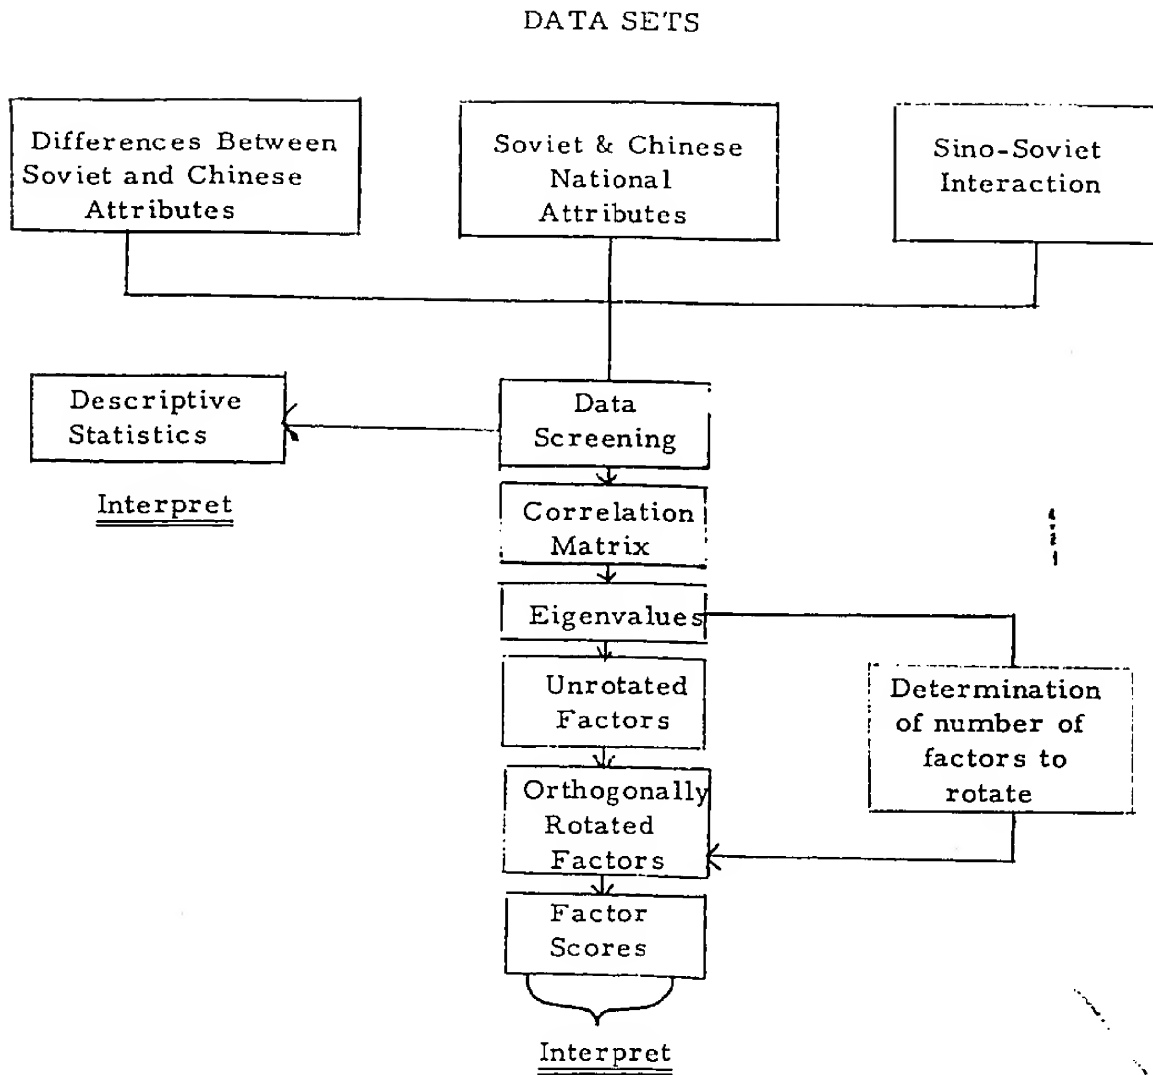 DATA SETS
Differences Between
Soviet and Chinese
Attributes
Soviet & Chinese
National
Attributes
Sino-Soviet
Interaction
Descriptive
Statistics
Interpret
Data
Screening
Correlation
Matrix
Eigenvalues
Unrotated
Factors
Determination
of number of
factors to
rotate
Orthogonally
Rotated
Factors
Factor
Scores
Interpret